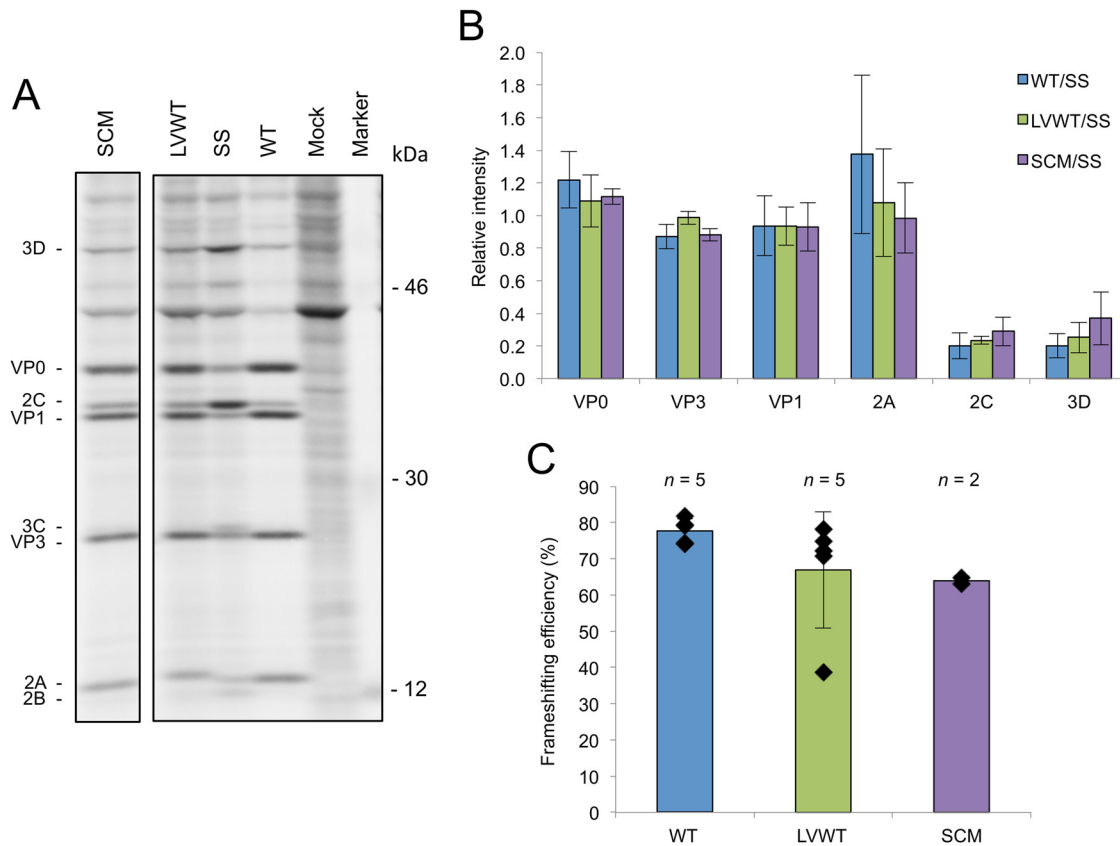 A
SCM
LVWT
SS
WT
Mock
Marker
kDa
3D -
- 46
VP0 -
2C -
VP1 -
- 30
3C -
VP3 -
2A -
2B -
- 12
B
Relative intensity
2.0
1.8
1.6
1.4
1.2
1.0
0.8
0.6
0.4
0.2
0.0
WT/SS
LVWT/SS
SCM/SS
VP0 VP3 VP1 2A 2C 3D
C
Frameshifting efficiency (%)
n = 5 n = 5 n = 2
90
80
70
60
50
40
30
20
10
0
WT LVWT SCM